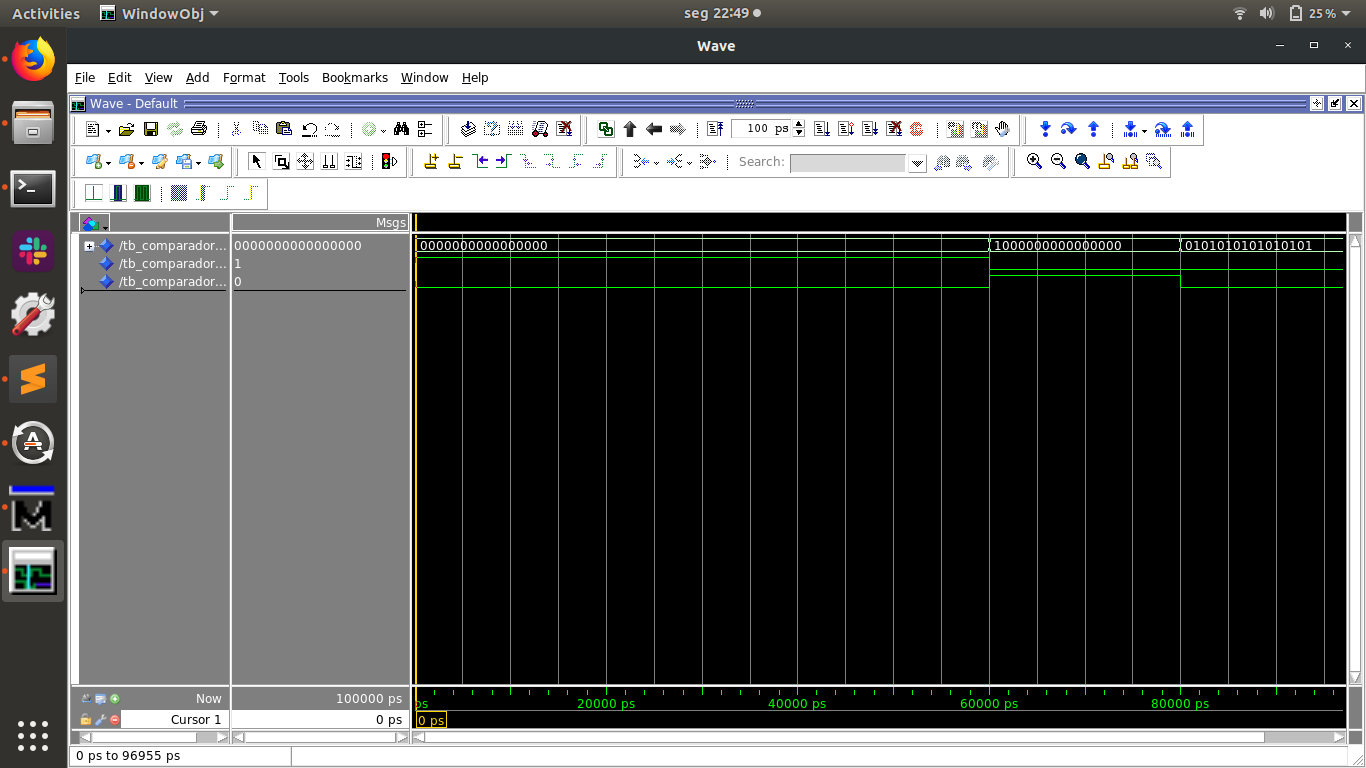 Activities WindowObj seg 22:49 25%
Wave
File Edit View Add Format Tools Bookmarks Window Help
Wave - Default
100 ps
Search:
Msgs
/tb_comparador... 0000000000000000 0000000000000000 1000000000000000 0101010101010101
/tb_comparador... 1
/tb_comparador... 0
Now 100000 ps ps 20000 ps 40000 ps 60000 ps 80000 ps
Cursor 1 0 ps 0 ps
0 ps to 96955 ps